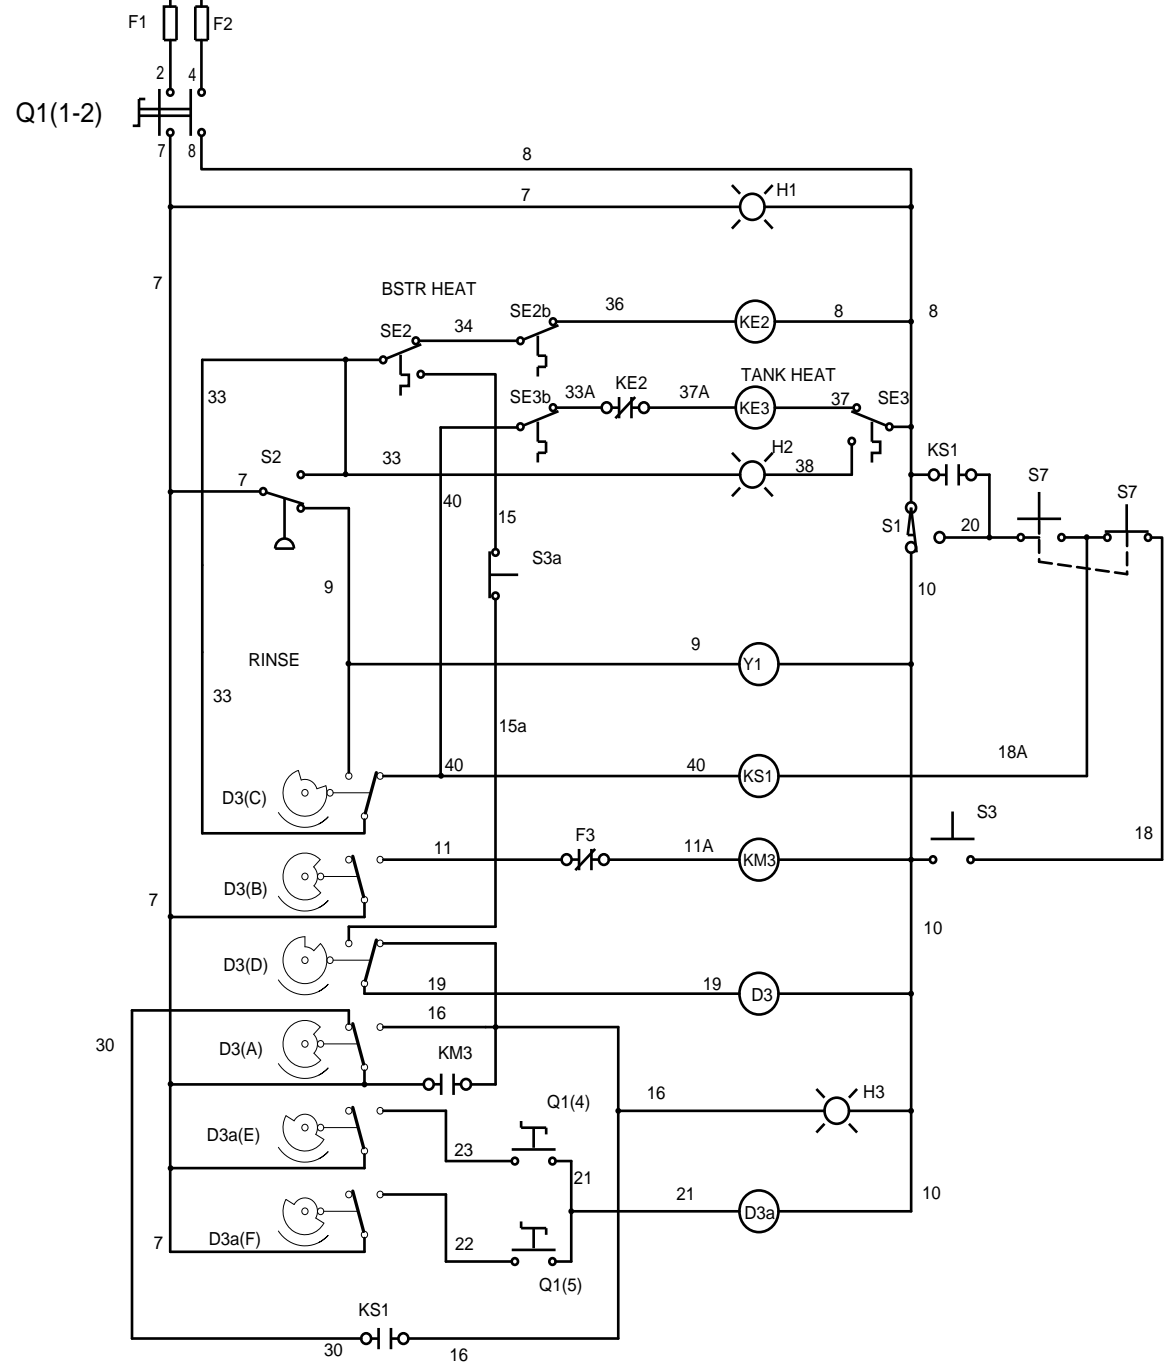 F1
F2
2
4
Q1(1-2)
7
8
8
7
H1
7
BSTR HEAT
SE2
34
SE2b
36
KE2
8
8
33
SE3b
33A
KE2
37A
TANK HEAT
KE3
37
SE3
S2
33
H2
38
KS1
7
40
15
S1
20
S7
S7
S3a
9
10
RINSE
9
Y1
33
15a
18A
D3(C)
40
40
KS1
F3
S3
11
11A
18
D3(B)
KM3
7
10
D3(D)
19
19
D3
16
30
D3(A)
KM3
16
H3
Q1(4)
D3a(E)
23
21
21
10
D3a
7
D3a(F)
22
Q1(5)
KS1
30
16